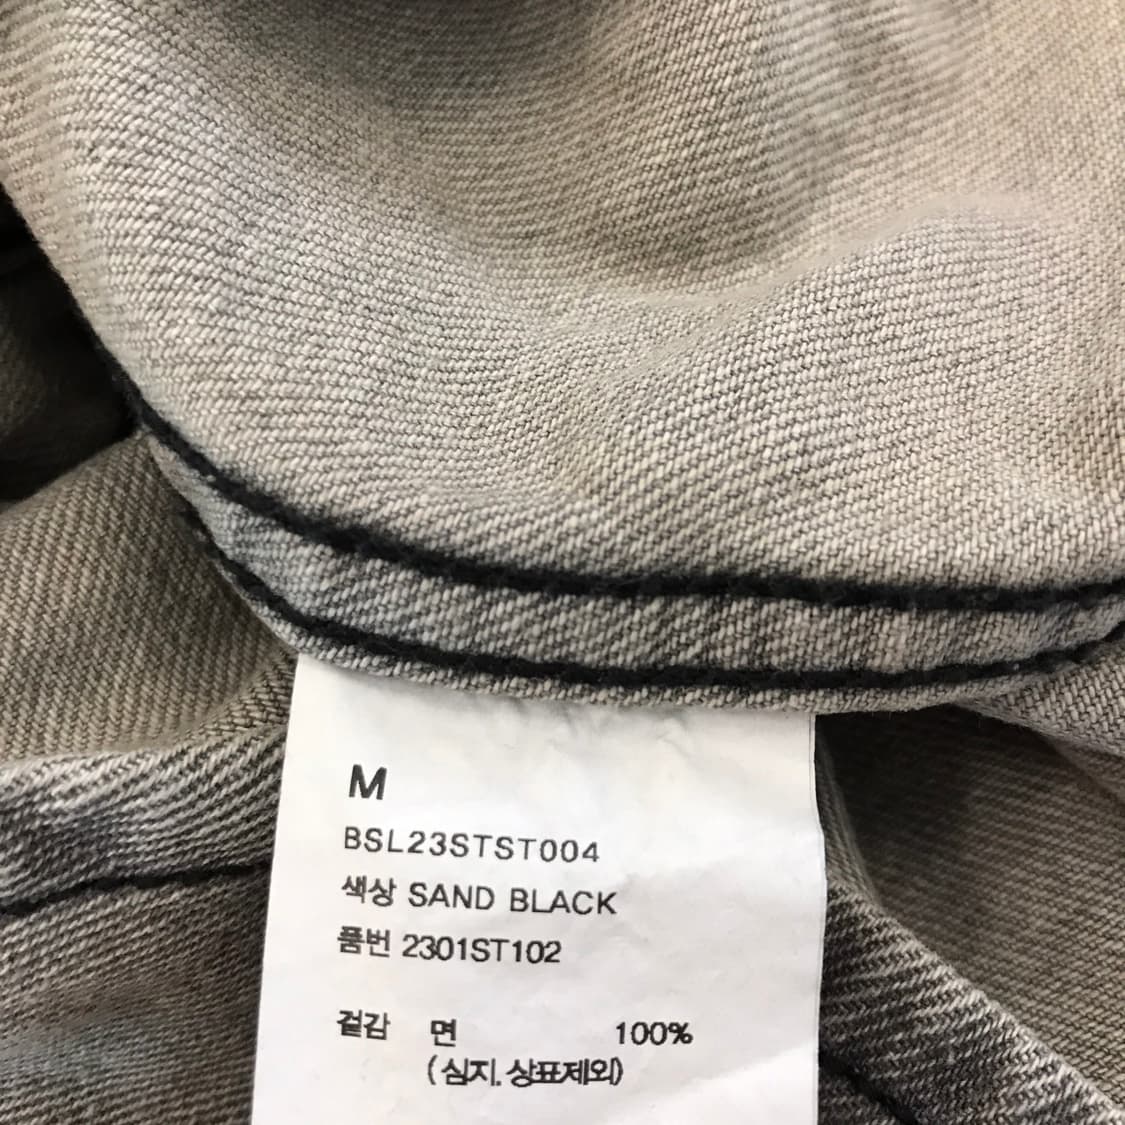 M
BSL23STST004
색상 SAND BLACK
품번 2301ST102
겉감 면 100%
(심지.상표제외)